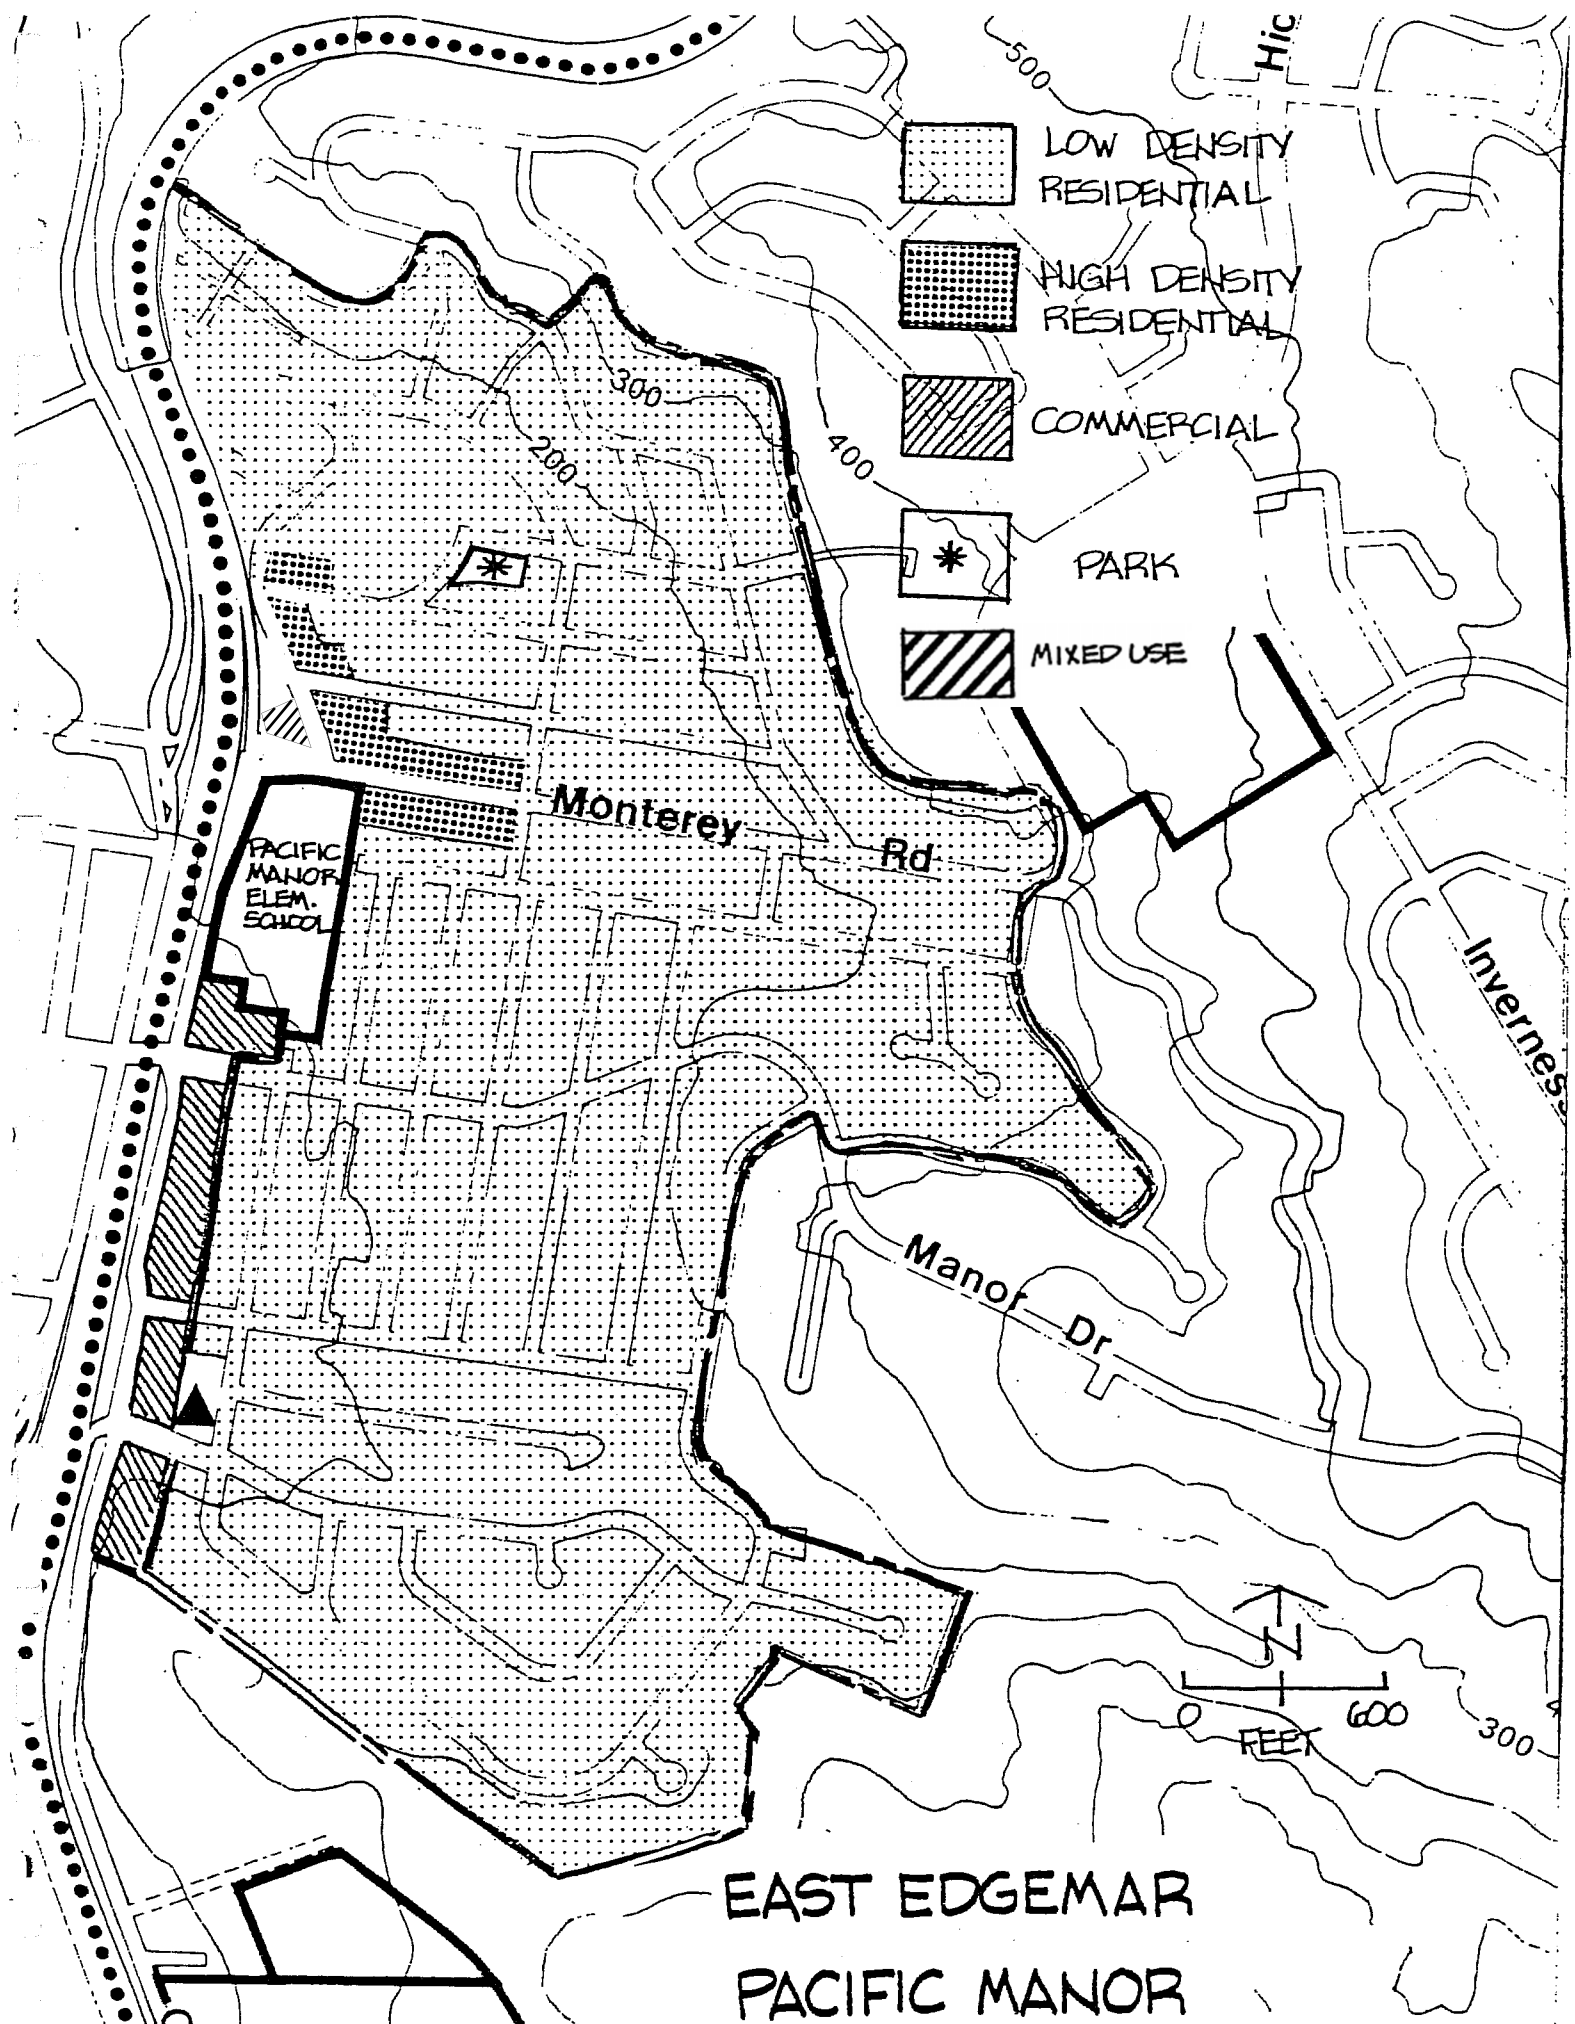 Hic
500
LOW DENSITY
RESIDENTIAL
HIGH DENSITY
RESIDENTIAL
300
COMMERCIAL
400
200
PARK
MIXED USE
Monterey
Rd
PACIFIC
MANOR
ELEM.
SCHOOL
Inverness
Manor Dr
N
0 600
FEET
300
EAST EDGEMAR
PACIFIC MANOR